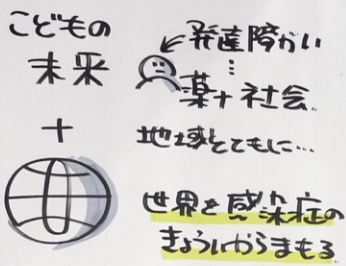 こどもの
未来
+
発達障がい
⋮
薬+社会
地域とともに…
世界を感染症の
きょういからまもる